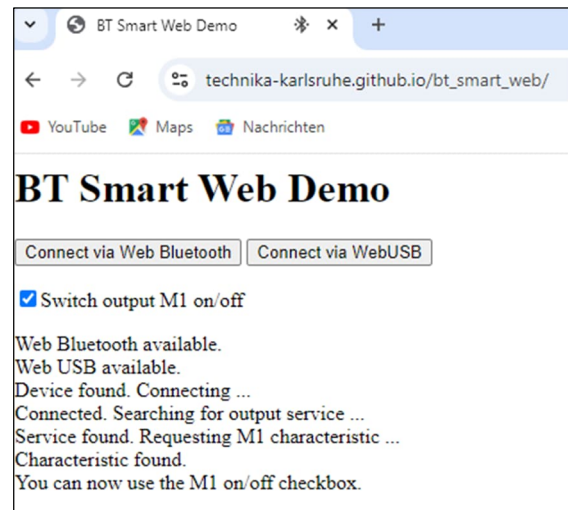 BT Smart Web Demo
technika-karlsruhe.github.io/bt_smart_web/
YouTube Maps Nachrichten
BT Smart Web Demo
Connect via Web Bluetooth Connect via WebUSB
Switch output M1 on/off
Web Bluetooth available.
Web USB available.
Device found. Connecting ...
Connected. Searching for output service ...
Service found. Requesting M1 characteristic ...
Characteristic found.
You can now use the M1 on/off checkbox.